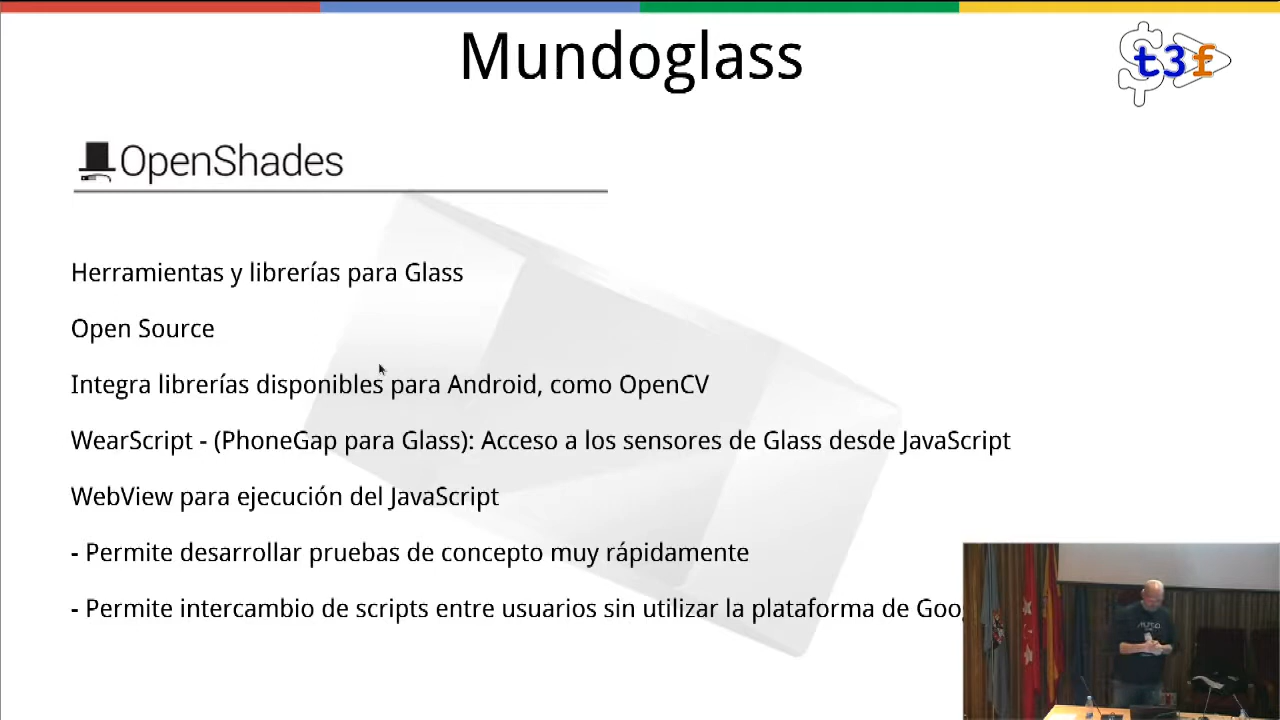 Mundoglass
t3f
OpenShades
Herramientas y librerías para Glass
Open Source
Integra librerías disponibles para Android, como OpenCV
WearScript - (PhoneGap para Glass): Acceso a los sensores de Glass desde JavaScript
WebView para ejecución del JavaScript
- Permite desarrollar pruebas de concepto muy rápidamente
- Permite intercambio de scripts entre usuarios sin utilizar la plataforma de